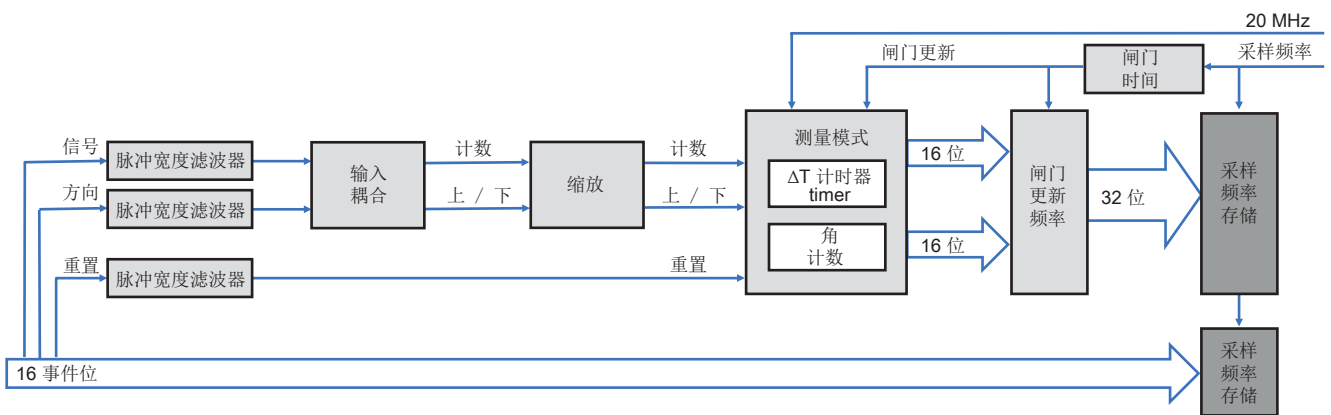 20 MHz
闸门更新
闸门
时间
采样频率
信号
脉冲宽度滤波器
方向
脉冲宽度滤波器
重置
脉冲宽度滤波器
输入
耦合
计数
上 / 下
缩放
计数
上 / 下
重置
测量模式
ΔT 计时器
timer
角
计数
16 位
16 位
闸门
更新
频率
32 位
采样
频率
存储
16 事件位
采样
频率
存储